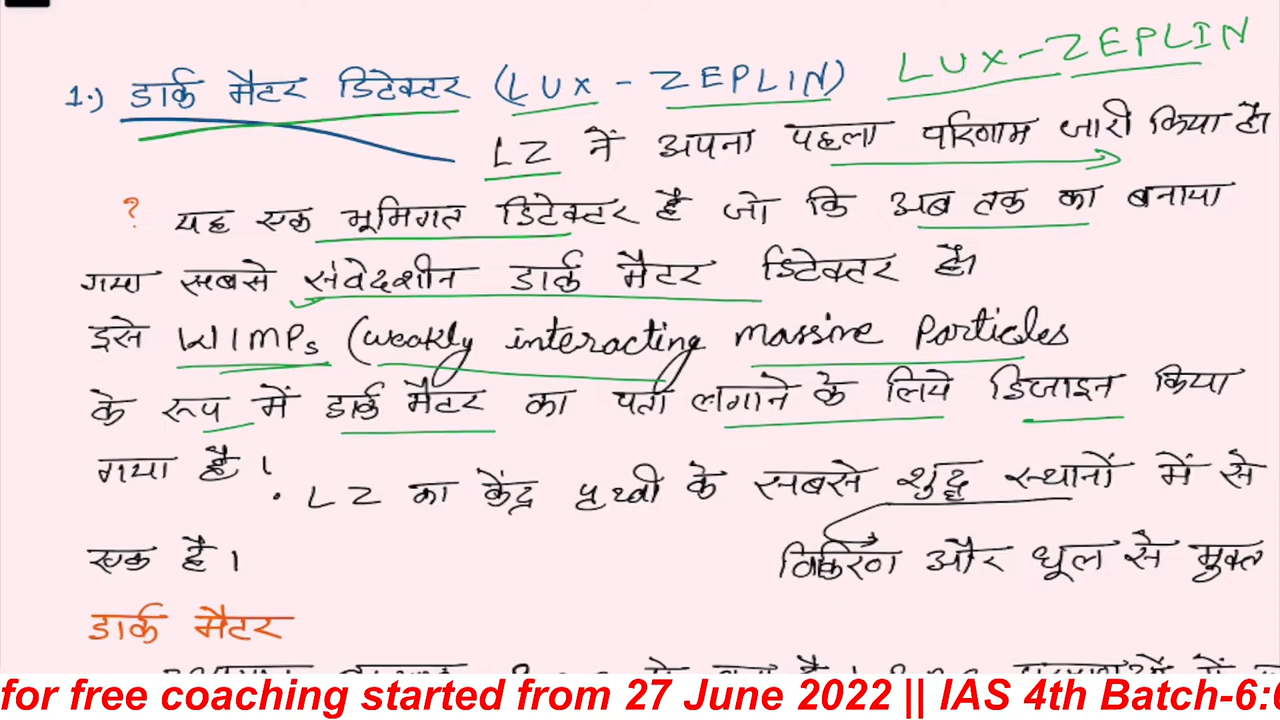 LUX-ZEPLIN
1.) डार्क मैटर डिटेक्टर (LUX - ZEPLIN)
LZ नें अपना पहला परिणाम जारी किया है।
? यह एक भूमिगत डिटेक्टर है जो कि अब तक का बनाया
गया सबसे संवेदशीन डार्क मैटर डिटेक्टर है।
इसे WIMPs (weakly interacting massive Particles
के रूप में डार्क मैटर का पता लगाने के लिये डिजाइन किया
गया है।
. LZ का केंद्र पृथ्वी के सबसे शुद्ध स्थानों में से
एक है।
विकिरण और धूल से मुक्त
डार्क मैटर
for free coaching started from 27 June 2022 || IAS 4th Batch-6: